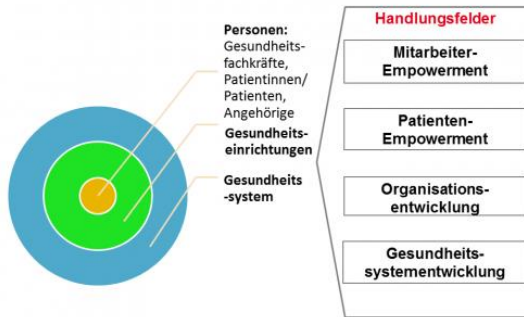 Personen:
Gesundheits-
fachkräfte,
Patientinnen/
Patienten,
Angehörige
Gesundheits-
einrichtungen
Gesundheits
-system
Handlungsfelder
Mitarbeiter-
Empowerment
Patienten-
Empowerment
Organisations-
entwicklung
Gesundheits-
systementwicklung